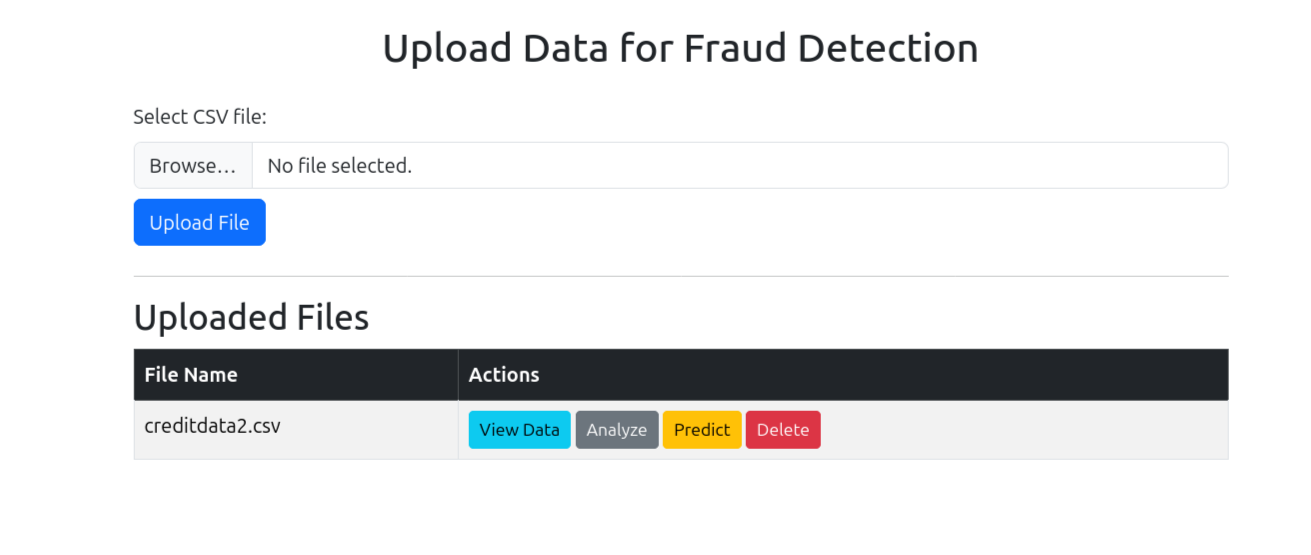 Upload Data for Fraud Detection
Select CSV file:
Browse… No file selected.
Upload File
Uploaded Files
File Name Actions
creditdata2.csv View Data Analyze Predict Delete